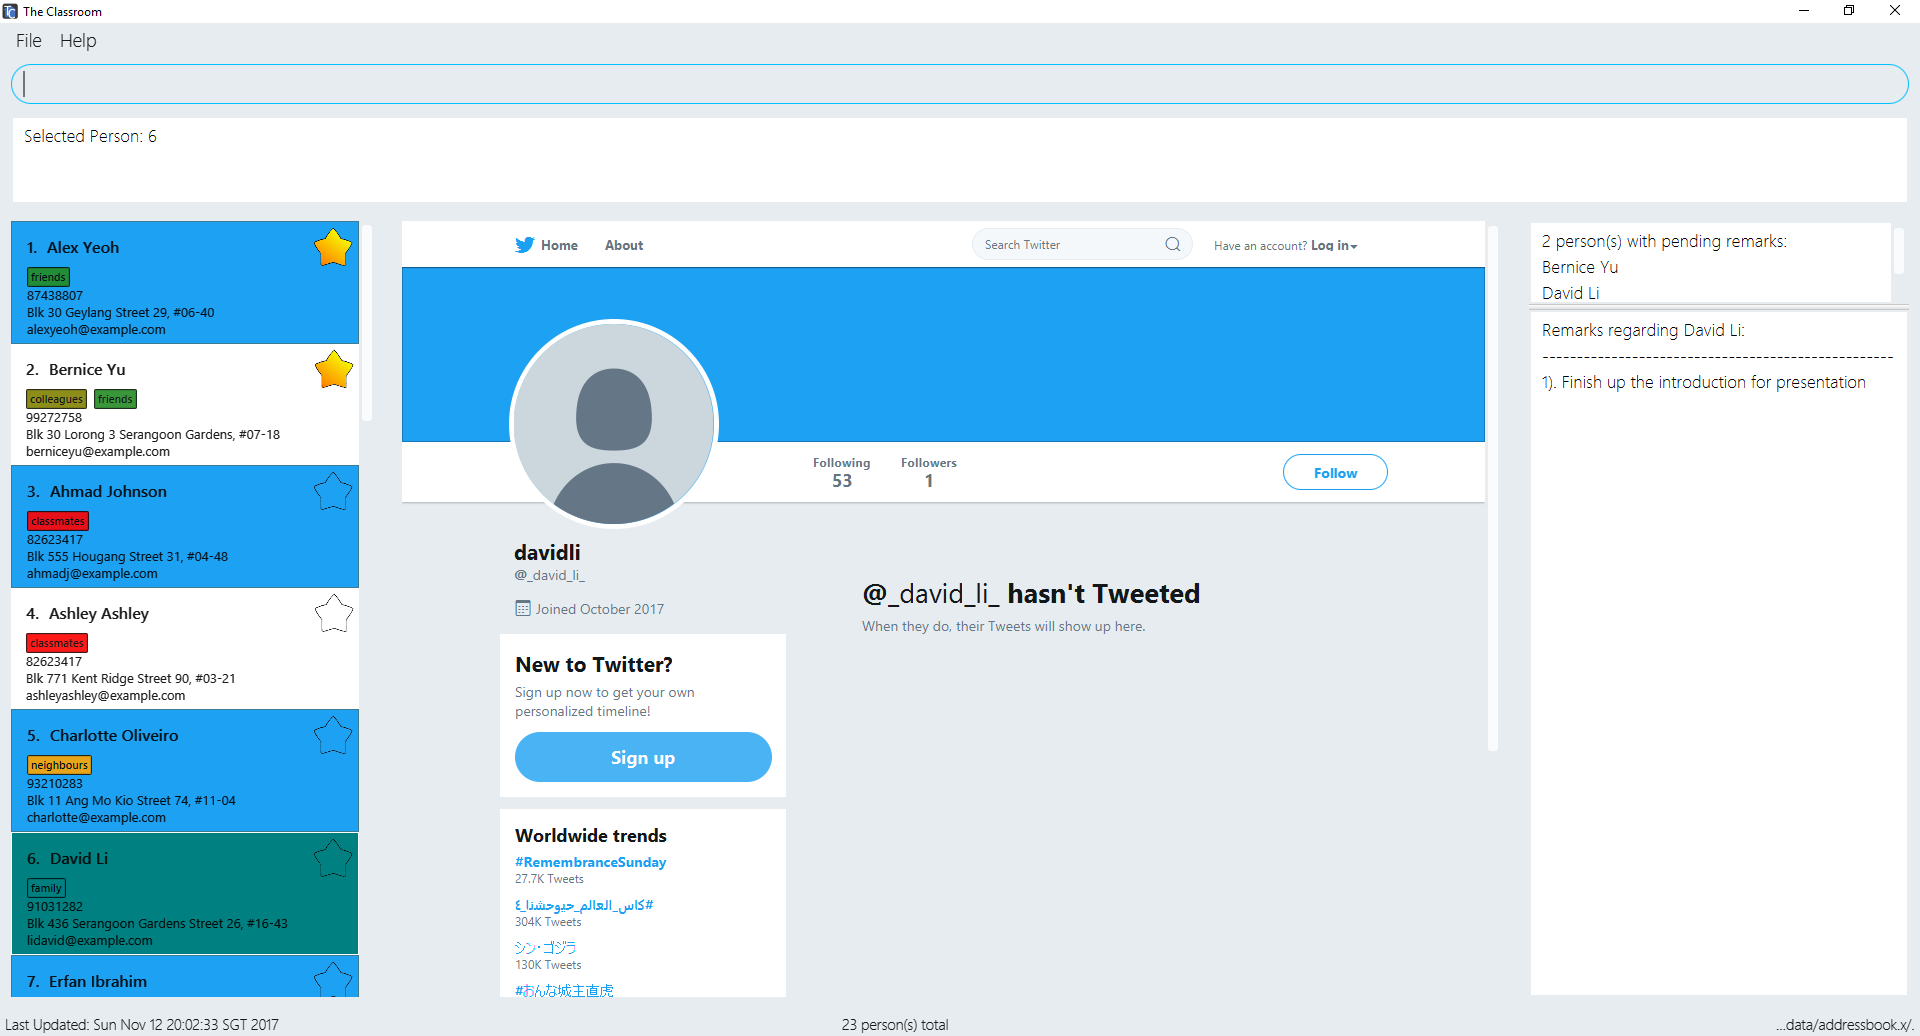 The Classroom
File Help
Selected Person: 6
1. Alex Yeoh
friends
87438807
Blk 30 Geylang Street 29, #06-40
alexyeoh@example.com
2. Bernice Yu
colleagues friends
99272758
Blk 30 Lorong 3 Serangoon Gardens, #07-18
berniceyu@example.com
3. Ahmad Johnson
classmates
82623417
Blk 555 Hougang Street 31, #04-48
ahmadj@example.com
4. Ashley Ashley
classmates
82623417
Blk 771 Kent Ridge Street 90, #03-21
ashleyashley@example.com
5. Charlotte Oliveiro
neighbours
93210283
Blk 11 Ang Mo Kio Street 74, #11-04
charlotte@example.com
6. David Li
family
91031282
Blk 436 Serangoon Gardens Street 26, #16-43
lidavid@example.com
7. Erfan Ibrahim
Home About
Search Twitter
Have an account? Log in
Following Followers
53 1
Follow
davidli
@_david_li_
Joined October 2017
@_david_li_ hasn't Tweeted
When they do, their Tweets will show up here.
New to Twitter?
Sign up now to get your own
personalized timeline!
Sign up
Worldwide trends
#RemembranceSunday
27.7K Tweets
304K Tweets
シン・ゴジラ
130K Tweets
#おんな城主直虎
2 person(s) with pending remarks:
Bernice Yu
David Li
Remarks regarding David Li:
---------------------------------------------------
1). Finish up the introduction for presentation
Last Updated: Sun Nov 12 20:02:33 SGT 2017
23 person(s) total
...data/addressbook.x/.